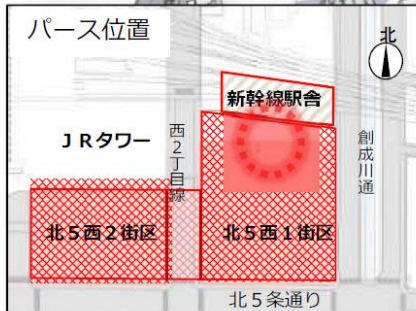 パース位置
北
新幹線駅舎
JRタワー
西2丁目線
創成川通
北5西2街区
北5西1街区
北5条通り